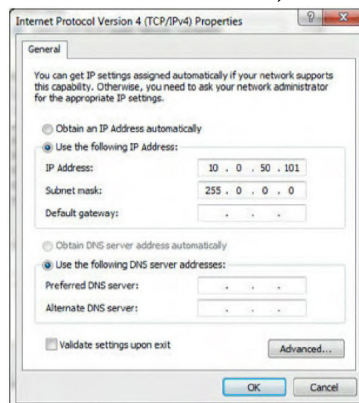 Internet Protocol Version 4 (TCP/IPv4) Properties
General
You can get IP settings assigned automatically if your network supports
this capability. Otherwise, you need to ask your network administrator
for the appropriate IP settings.
Obtain an IP Address automatically
Use the following IP Address:
IP Address: 10 . 0 . 50 . 101
Subnet mask: 255 . 0 . 0 . 0
Default gateway: . . .
Obtain DNS server address automatically
Use the following DNS server addresses:
Preferred DNS server: . . .
Alternate DNS server: . . .
Validate settings upon exit
Advanced...
OK Cancel